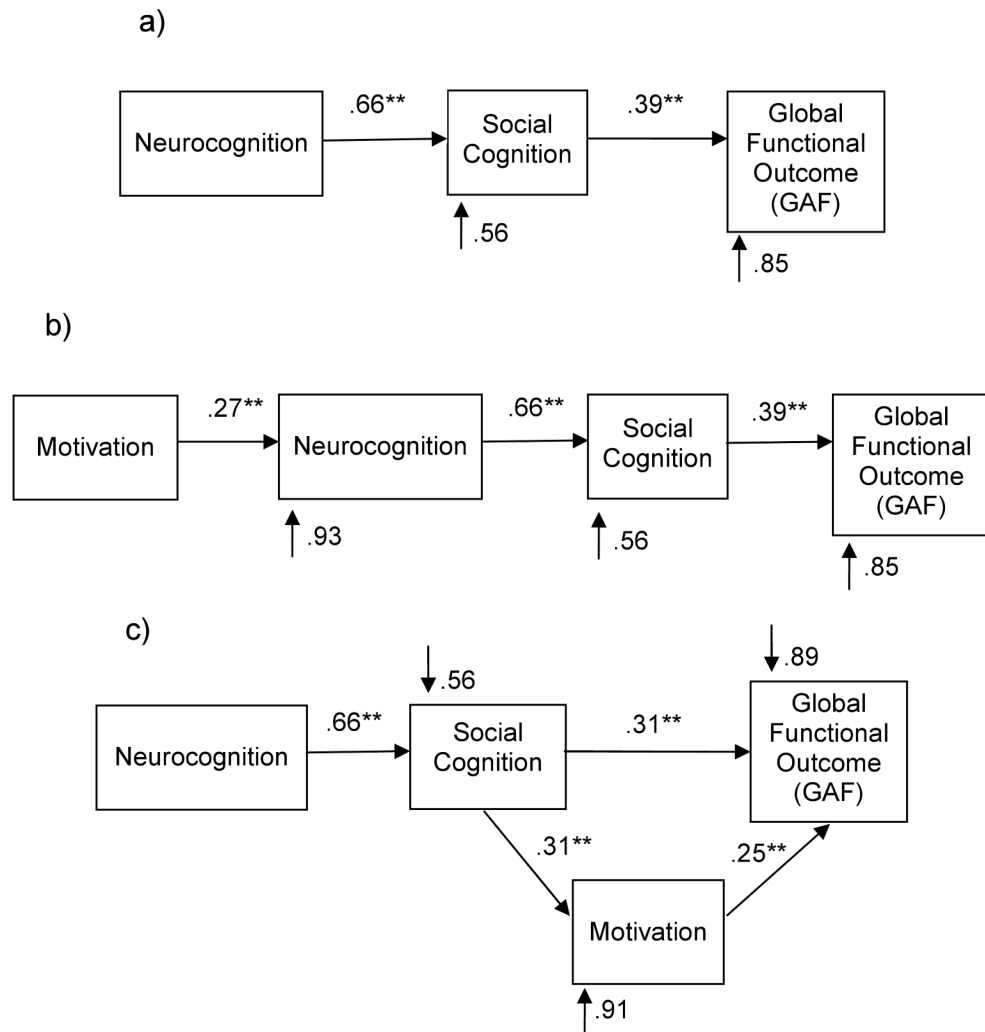 a)
.66**
.39**
Neurocognition
Social
Cognition
Global
Functional
Outcome
(GAF)
.56
.85
b)
.27**
.66**
.39**
Motivation
Neurocognition
Social
Cognition
Global
Functional
Outcome
(GAF)
.93
.56
.85
c)
.56
.89
Neurocognition
.66**
Social
Cognition
.31**
Global
Functional
Outcome
(GAF)
.31**
.25**
Motivation
.91